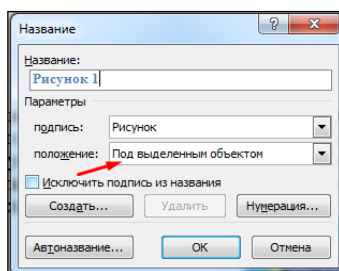 Название
Название:
Рисунок 1
Параметры
подпись: Рисунок
положение: Под выделенным объектом
Исключить подпись из названия
Создать... Удалить Нумерация...
Автоназвание... ОК Отмена